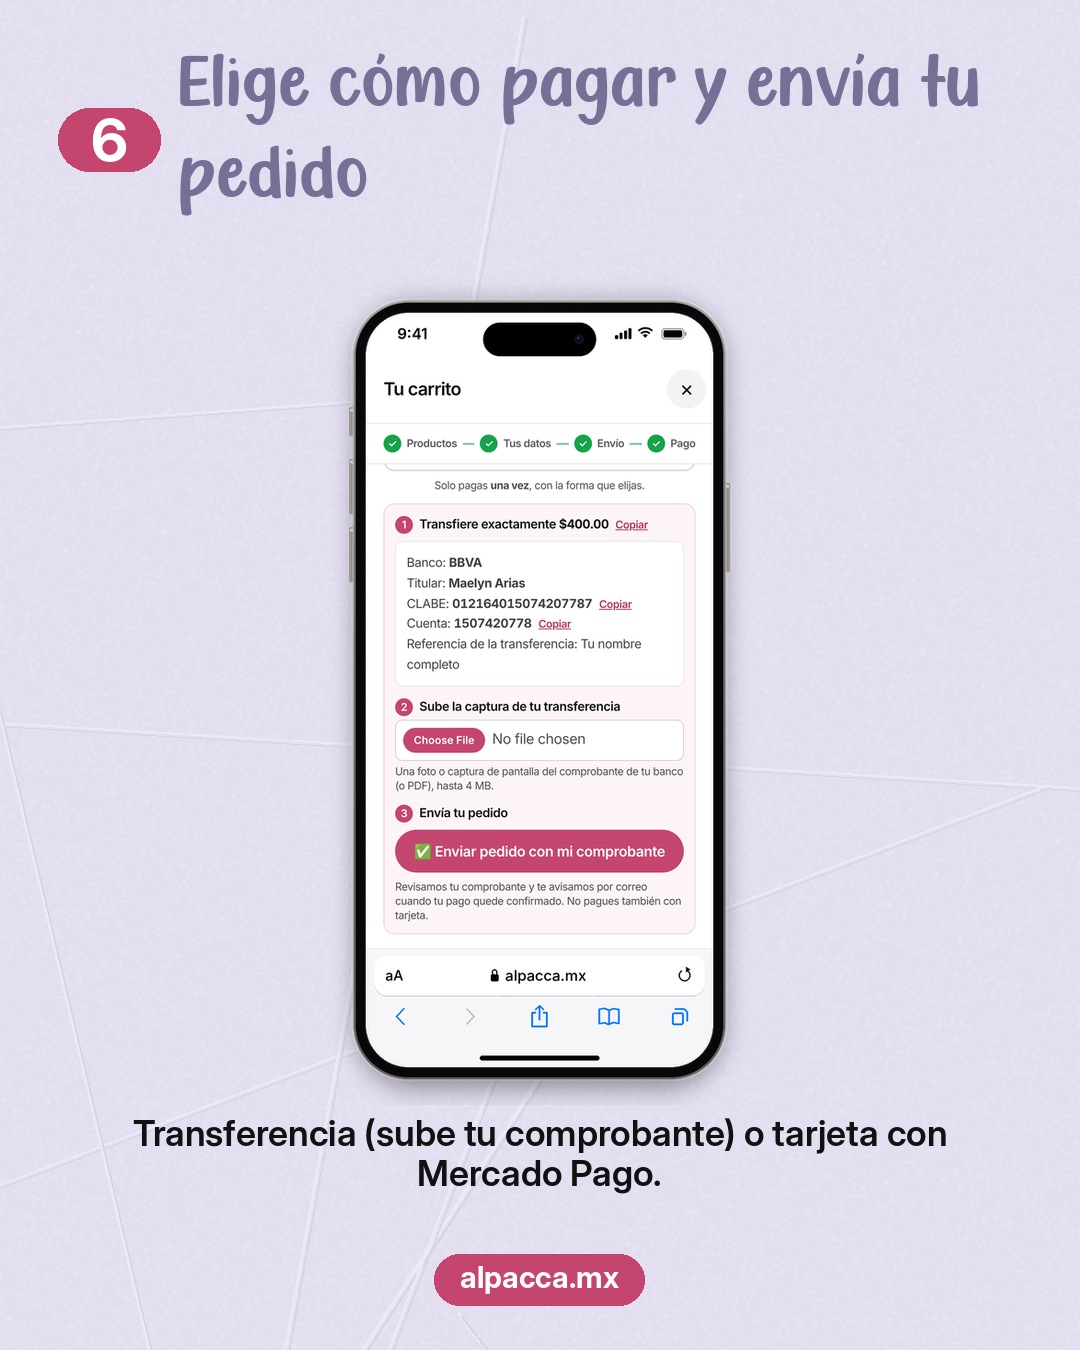 6
Elige cómo pagar y envía tu
pedido
9:41
Tu carrito
Productos
Tus datos
Envío
Pago
Solo pagas una vez, con la forma que elijas.
1 Transfiere exactamente $400.00 Copiar
Banco: BBVA
Titular: Maelyn Arias
CLABE: 012164015074207787 Copiar
Cuenta: 1507420778 Copiar
Referencia de la transferencia: Tu nombre
completo
2 Sube la captura de tu transferencia
Choose File No file chosen
Una foto o captura de pantalla del comprobante de tu banco
(o PDF), hasta 4 MB.
3 Envía tu pedido
✅ Enviar pedido con mi comprobante
Revisamos tu comprobante y te avisamos por correo
cuando tu pago quede confirmado. No pagues también con
tarjeta.
aA alpacca.mx
Transferencia (sube tu comprobante) o tarjeta con
Mercado Pago.
alpacca.mx